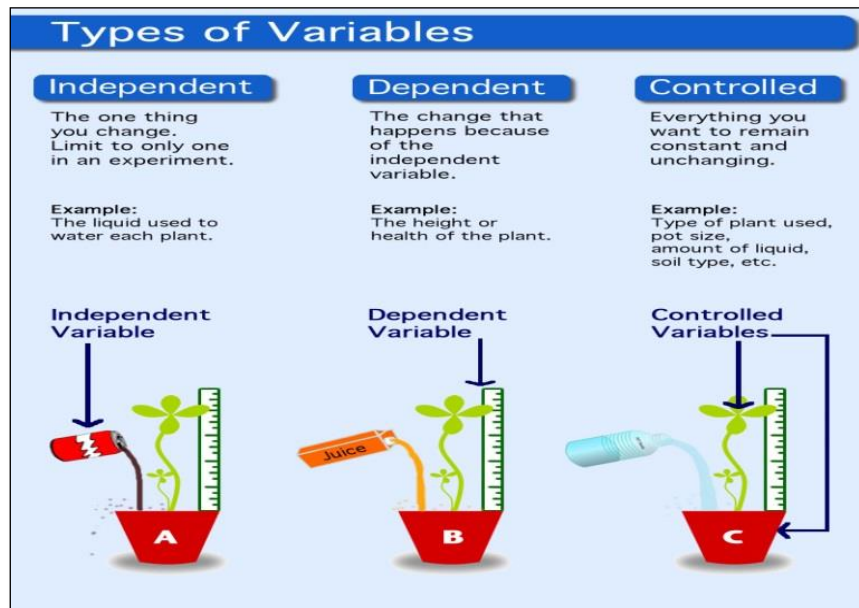 Types of Variables
Independent
The one thing
you change.
Limit to only one
in an experiment.
Example:
The liquid used to
water each plant.
Dependent
The change that
happens because
of the
independent
variable.
Example:
The height or
health of the plant.
Controlled
Everything you
want to remain
constant and
unchanging.
Example:
Type of plant used,
pot size,
amount of liquid,
soil type, etc.
Independent
Variable
Dependent
Variable
Controlled
Variables
Juice
A
B
C